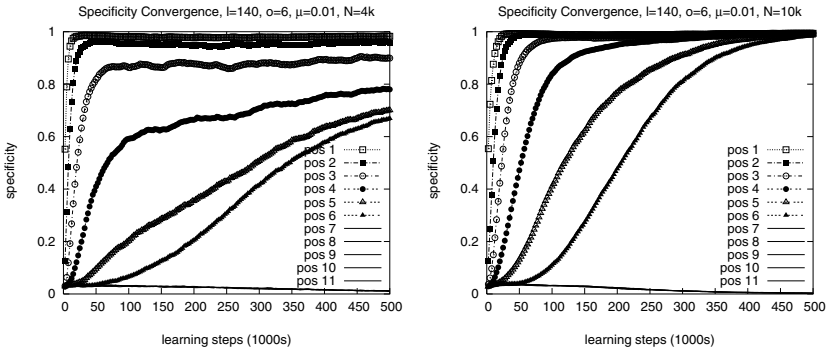 Specificity Convergence, l=140, o=6, μ=0.01, N=4k
specificity
1
0.8
0.6
0.4
0.2
0
pos 1
pos 2
pos 3
pos 4
pos 5
pos 6
pos 7
pos 8
pos 9
pos 10
pos 11
0 50 100 150 200 250 300 350 400 450 500
learning steps (1000s)
Specificity Convergence, l=140, o=6, μ=0.01, N=10k
specificity
1
0.8
0.6
0.4
0.2
0
pos 1
pos 2
pos 3
pos 4
pos 5
pos 6
pos 7
pos 8
pos 9
pos 10
pos 11
0 50 100 150 200 250 300 350 400 450 500
learning steps (1000s)